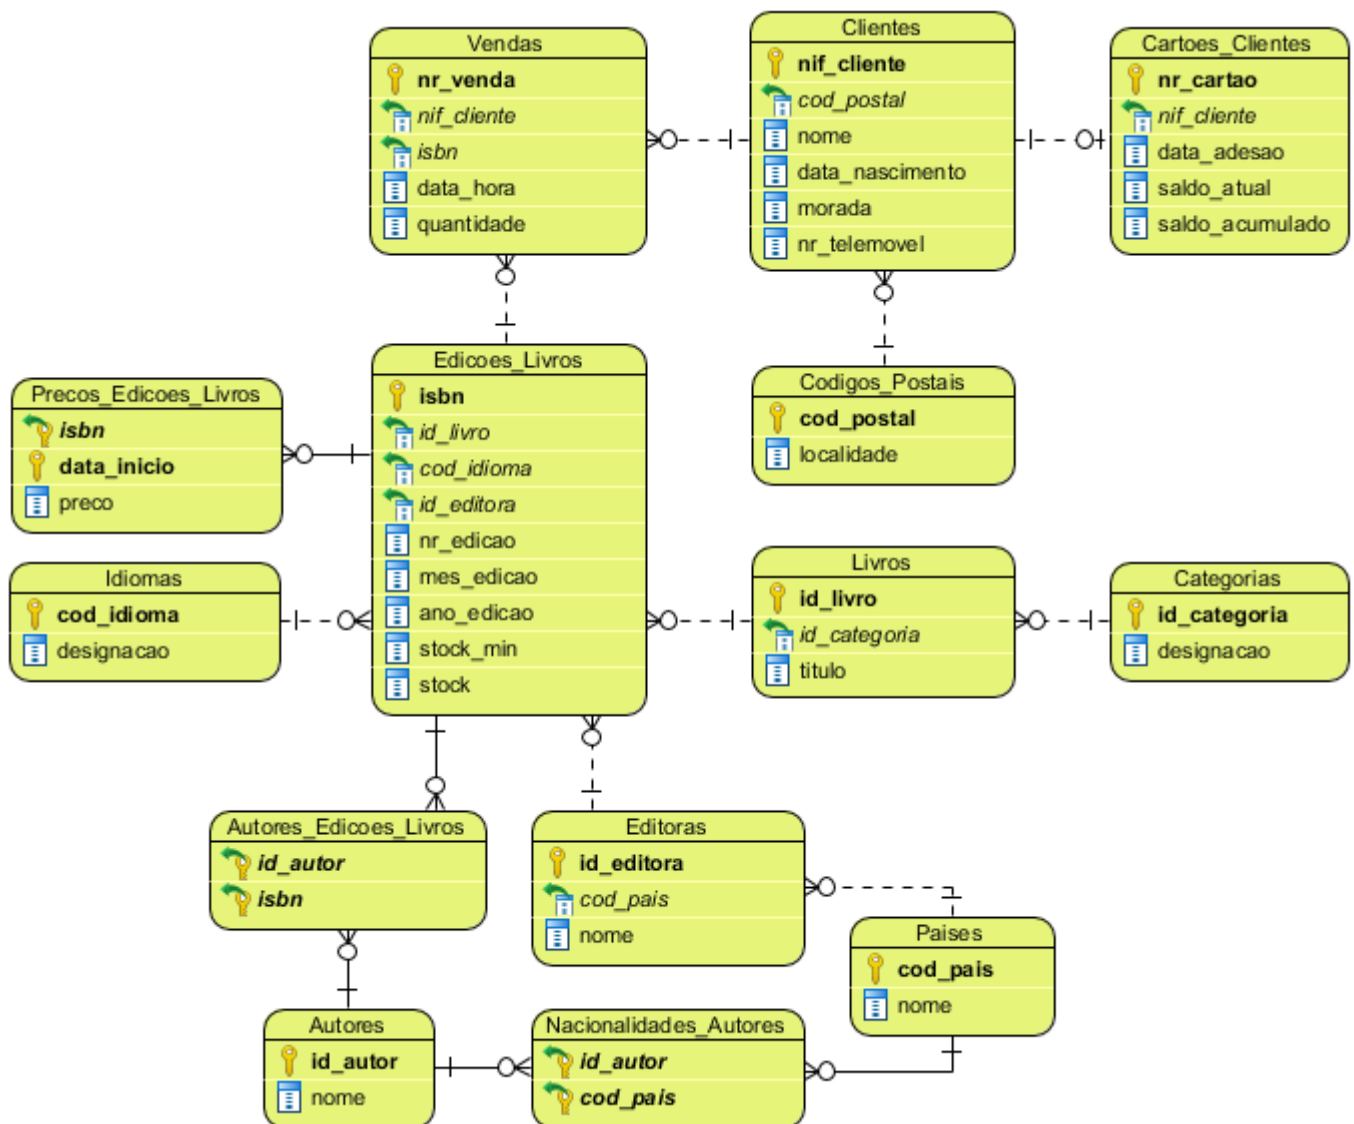 Vendas
nr_venda
nif_cliente
isbn
data_hora
quantidade
Clientes
nif_cliente
cod_postal
nome
data_nascimento
morada
nr_telemovel
Cartoes_Clientes
nr_cartao
nif_cliente
data_adesao
saldo_atual
saldo_acumulado
Precos_Edicoes_Livros
isbn
data_inicio
preco
Edicoes_Livros
isbn
id_livro
cod_idioma
id_editora
nr_edicao
mes_edicao
ano_edicao
stock_min
stock
Codigos_Postais
cod_postal
localidade
Idiomas
cod_idioma
designacao
Livros
id_livro
id_categoria
titulo
Categorias
id_categoria
designacao
Autores_Edicoes_Livros
id_autor
isbn
Editoras
id_editora
cod_pais
nome
Paises
cod_pais
nome
Autores
id_autor
nome
Nacionalidades_Autores
id_autor
cod_pais